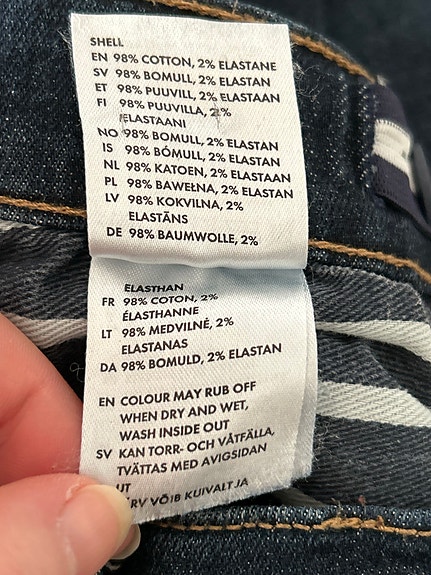 SHELL
EN 98% COTTON, 2% ELASTANE
SV 98% BOMULL, 2% ELASTAN
ET 98% PUUVILL, 2% ELASTAAN
FI 98% PUUVILLA, 2%
ELASTAANI
NO 98% BOMULL, 2% ELASTAN
IS 98% BÓMULL, 2% ELASTAN
NL 98% KATOEN, 2% ELASTAAN
PL 98% BAWEŁNA, 2% ELASTAN
LV 98% KOKVILNA, 2%
ELASTĀNS
DE 98% BAUMWOLLE, 2%
ELASTHAN
FR 98% COTON, 2%
ÉLASTHANNE
LT 98% MEDVILNĖ, 2%
ELASTANAS
DA 98% BOMULD, 2% ELASTAN
EN COLOUR MAY RUB OFF
WHEN DRY AND WET,
WASH INSIDE OUT
SV KAN TORR- OCH VÅTFÄLLA,
TVÄTTAS MED AVIGSIDAN
UT
VÕIB KUIVALT JA